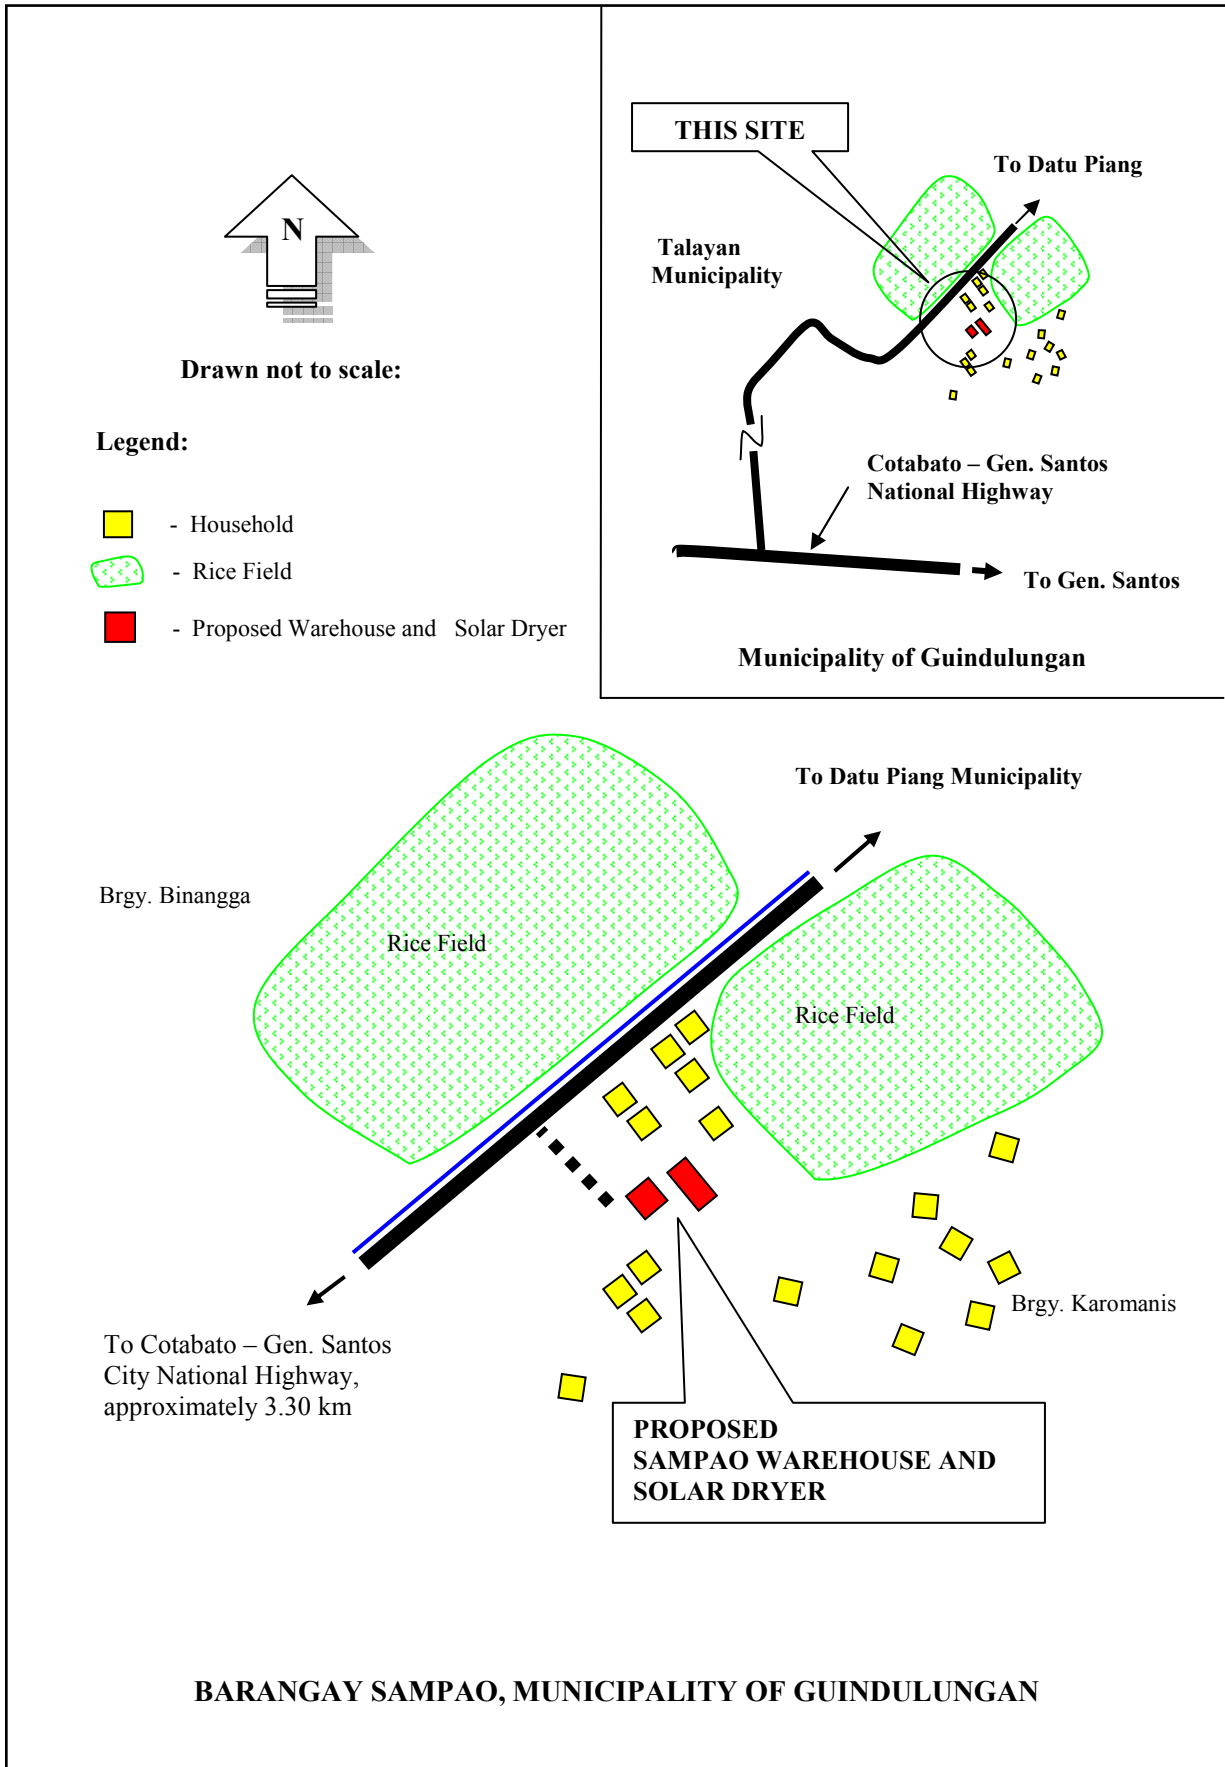 THIS SITE
To Datu Piang
N
Talayan
Municipality
Drawn not to scale:
Legend:
Cotabato – Gen. Santos
National Highway
- Household
- Rice Field
To Gen. Santos
- Proposed Warehouse and Solar Dryer
Municipality of Guindulungan
To Datu Piang Municipality
Brgy. Binangga
Rice Field
Rice Field
Brgy. Karomanis
To Cotabato – Gen. Santos
City National Highway,
approximately 3.30 km
PROPOSED
SAMPAO WAREHOUSE AND
SOLAR DRYER
BARANGAY SAMPAO, MUNICIPALITY OF GUINDULUNGAN